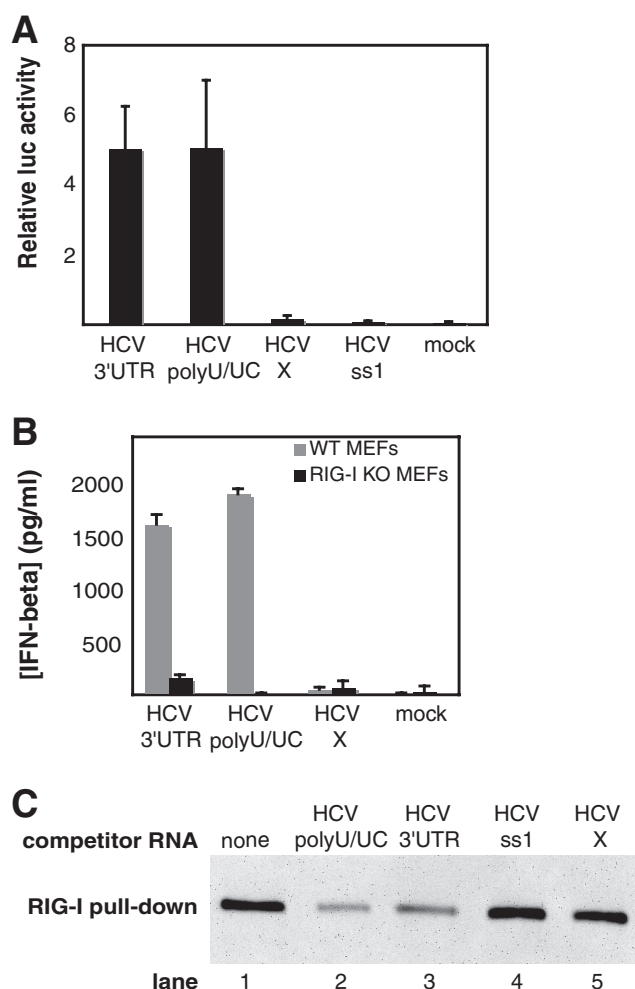 A
Relative luc activity
8
6
4
2
HCV 3'UTR
HCV polyU/UC
HCV X
HCV ss1
mock
B
[IFN-beta] (pg/ml)
WT MEFs
RIG-I KO MEFs
2000
1500
1000
500
HCV 3'UTR
HCV polyU/UC
HCV X
mock
C
competitor RNA
none
HCV polyU/UC
HCV 3'UTR
HCV ss1
HCV X
RIG-I pull-down
lane 1 2 3 4 5